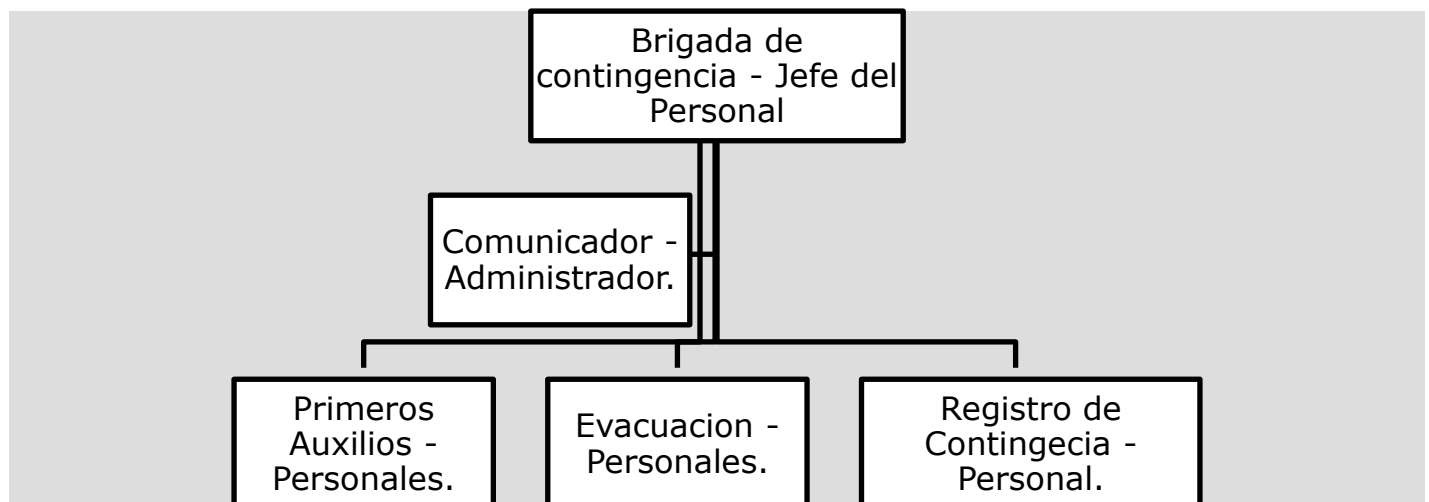 Brigada de
contingencia - Jefe del
Personal
Comunicador -
Administrador.
Primeros
Auxilios -
Personales.
Evacuacion -
Personales.
Registro de
Contingecia -
Personal.